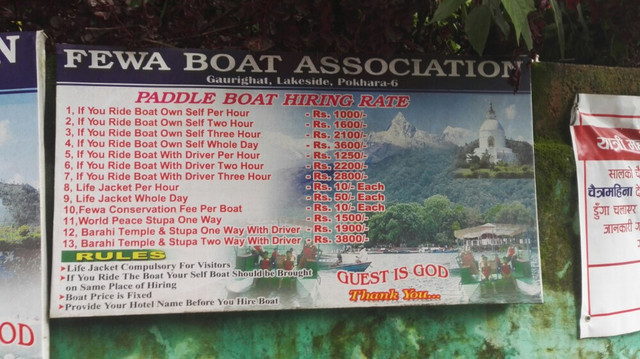 N
FEWA BOAT ASSOCIATION
Gaurighat, Lakeside, Pokhara-6
PADDLE BOAT HIRING RATE
1, If You Ride Boat Own Self Per Hour - Rs. 1000/-
2, If You Ride Boat Own Self Two Hour - Rs. 1600/-
3, If You Ride Boat Own Self Three Hour - Rs. 2100/-
4, If You Ride Boat Own Self Whole Day - Rs. 3600/-
5, If You Ride Boat With Driver Per Hour - Rs. 1250/-
6, If You Ride Boat With Driver Two Hour - Rs. 2200/-
7, If You Ride Boat With Driver Three Hour - Rs. 2800/-
8, Life Jacket Per Hour - Rs. 10/- Each
9, Life Jacket Whole Day - Rs. 50/- Each
10,Fewa Conservation Fee Per Boat - Rs. 10/- Each
11,World Peace Stupa One Way - Rs. 1500/-
12, Barahi Temple & Stupa One Way With Driver - Rs. 1900/-
13, Barahi Temple & Stupa Two Way With Driver - Rs. 3800/-
RULES
➤Life Jacket Compulsory For Visitors
➤If You Ride The Boat Your Self Boat Should be Brought
on Same Place of Hiring
➤Boat Price is Fixed
➤Provide Your Hotel Name Before You Hire Boat
GUEST IS GOD
Thank You...
OD
यात्री
सालको
चैत्रमहिना
डुँगा चलाएर
जानकारी